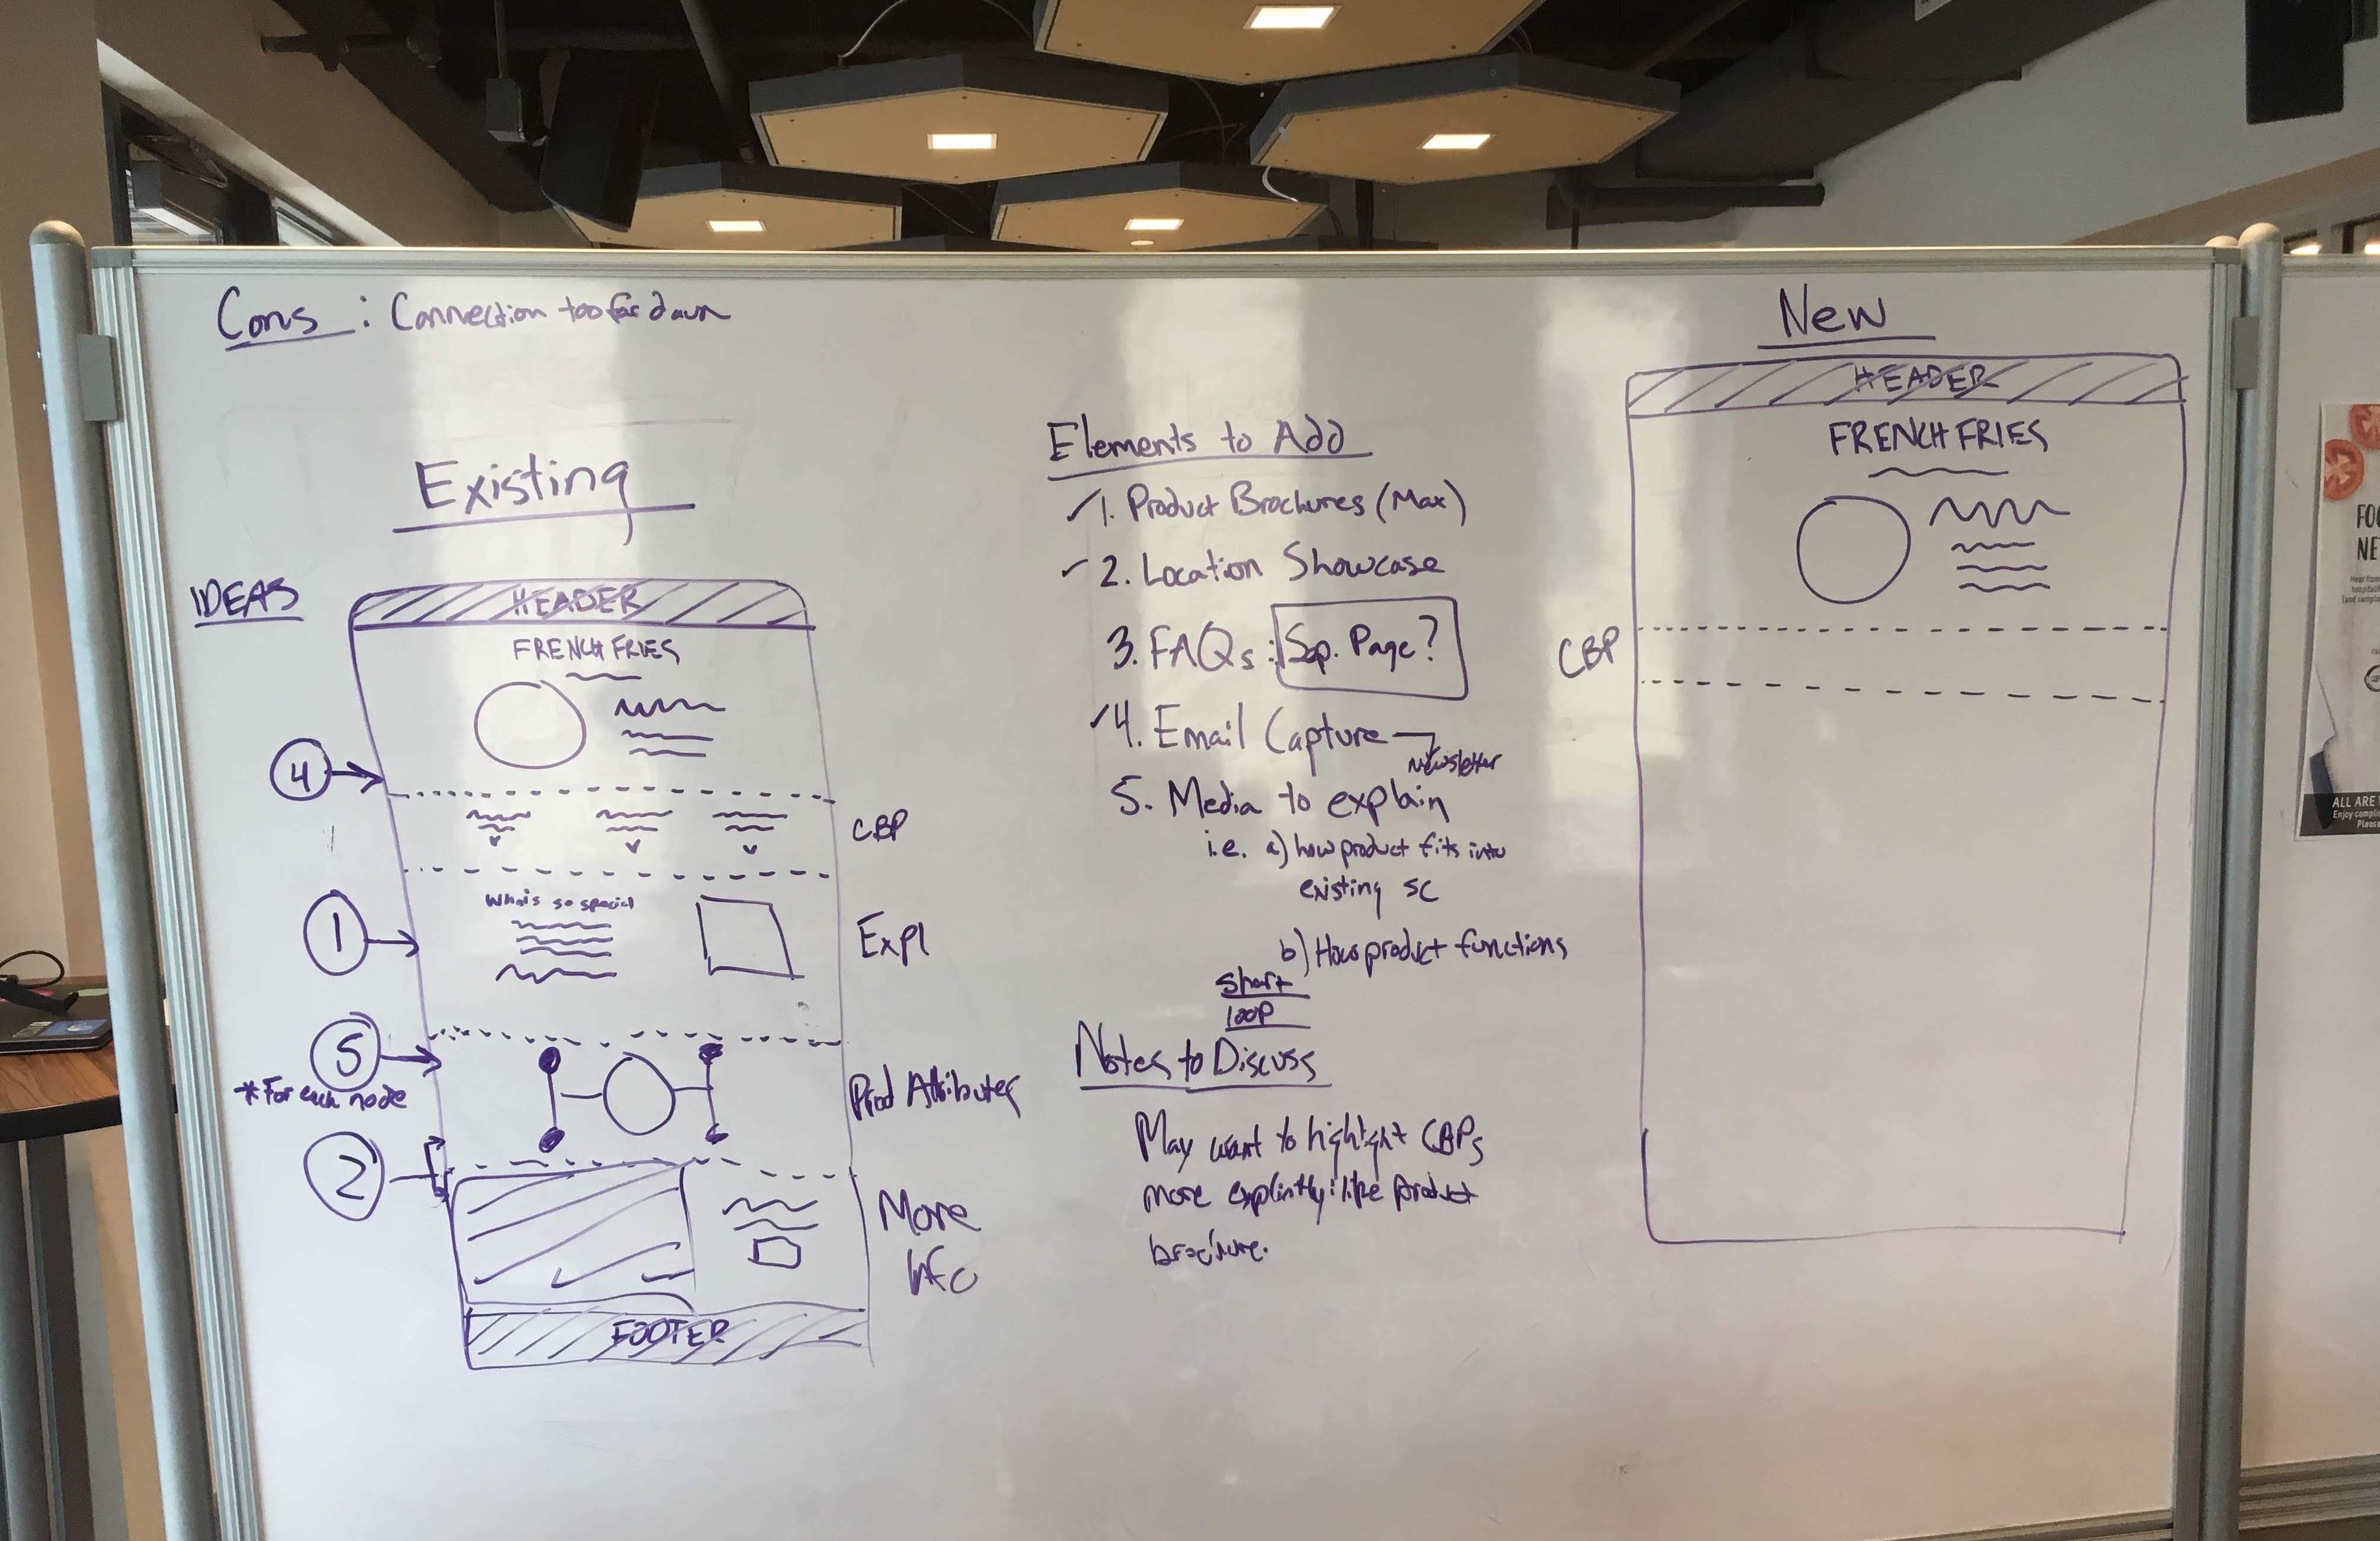 Cons : Connection too far down
Existing
IDEAS
HEADER
FRENCH FRIES
4
CBP
1
What's so special
Expl
5
*For each node
Prod Attributes
2
More
Info
FOOTER
Elements to Add
✓1. Product Brochures (Max)
✓2. Location Showcase
3. FAQs : Sep. Page?
✓4. Email Capture →
Newsletter
5. Media to explain
i.e. a) how product fits into
existing SC
b) How product functions
short
loop
Notes to Discuss
May want to highlight CBPs
more explicitly: like product
brochure.
New
HEADER
FRENCH FRIES
CBP
FO
NE
ALL ARE
Enjoy compli
Pleas